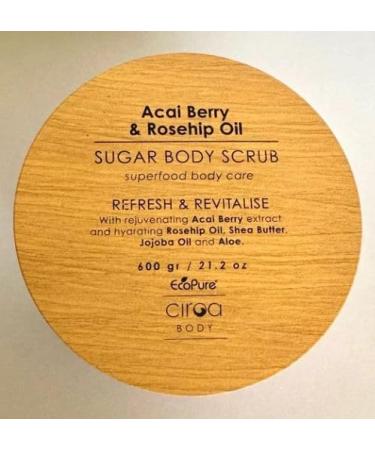 Acai Berry
& Rosehip Oil
SUGAR BODY SCRUB
superfood body care
REFRESH & REVITALISE
With rejuvenating Acai Berry extract
and hydrating Rosehip Oil, Shea Butter,
Jojoba Oil and Aloe.
600 gr / 21.2 oz
EcoPure®
ciroa
BODY